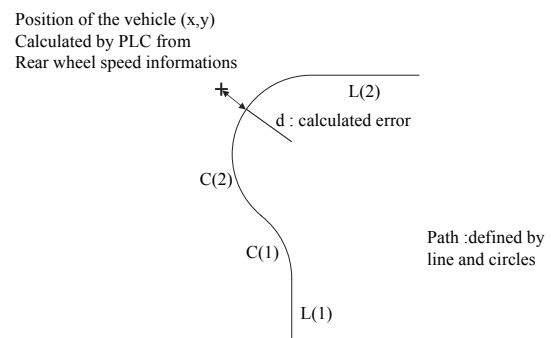 Position of the vehicle (x,y)
Calculated by PLC from
Rear wheel speed informations
L(2)
d : calculated error
C(2)
C(1)
Path :defined by
line and circles
L(1)